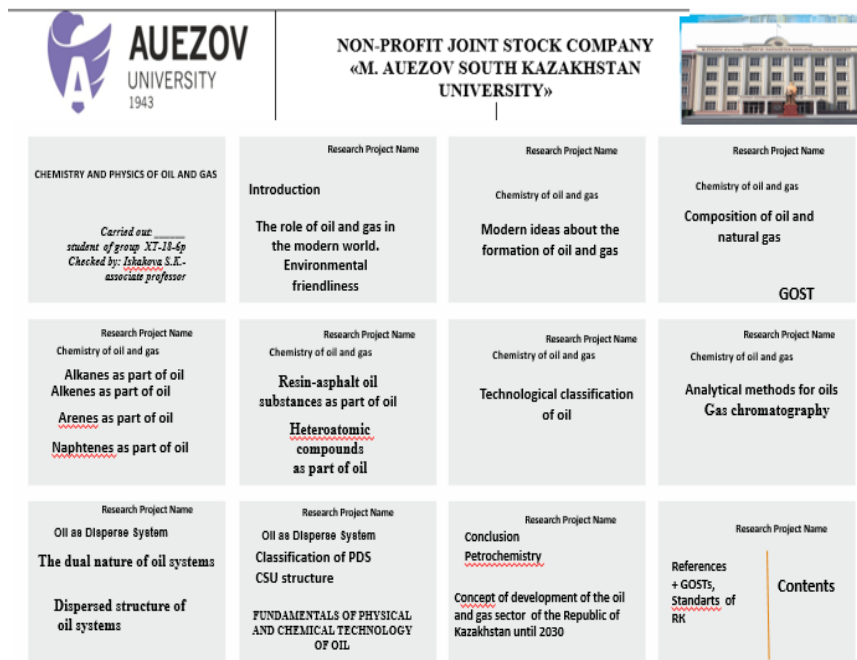 AUEZOV
UNIVERSITY
1943
NON-PROFIT JOINT STOCK COMPANY
«M. AUEZOV SOUTH KAZAKHSTAN
UNIVERSITY»
CHEMISTRY AND PHYSICS OF OIL AND GAS
Carried out: ______
student of group XT-18-6p
Checked by: Iskakova S.K.-
associate professor
Research Project Name
Introduction
The role of oil and gas in
the modern world.
Environmental
friendliness
Research Project Name
Chemistry of oil and gas
Modern ideas about the
formation of oil and gas
Research Project Name
Chemistry of oil and gas
Composition of oil and
natural gas
GOST
Research Project Name
Chemistry of oil and gas
Alkanes as part of oil
Alkenes as part of oil
Arenes as part of oil
Naphtenes as part of oil
Research Project Name
Chemistry of oil and gas
Resin-asphalt oil
substances as part of oil
Heteroatomic
compounds
as part of oil
Research Project Name
Chemistry of oil and gas
Technological classification
of oil
Research Project Name
Chemistry of oil and gas
Analytical methods for oils
Gas chromatography
Research Project Name
Oil as Disperse System
The dual nature of oil systems
Dispersed structure of
oil systems
Research Project Name
Oil as Disperse System
Classification of PDS
CSU structure
FUNDAMENTALS OF PHYSICAL
AND CHEMICAL TECHNOLOGY
OF OIL
Research Project Name
Conclusion
Petrochemistry
Concept of development of the oil
and gas sector of the Republic of
Kazakhstan until 2030
Research Project Name
References
+ GOSTs,
Standarts of
RK
Contents